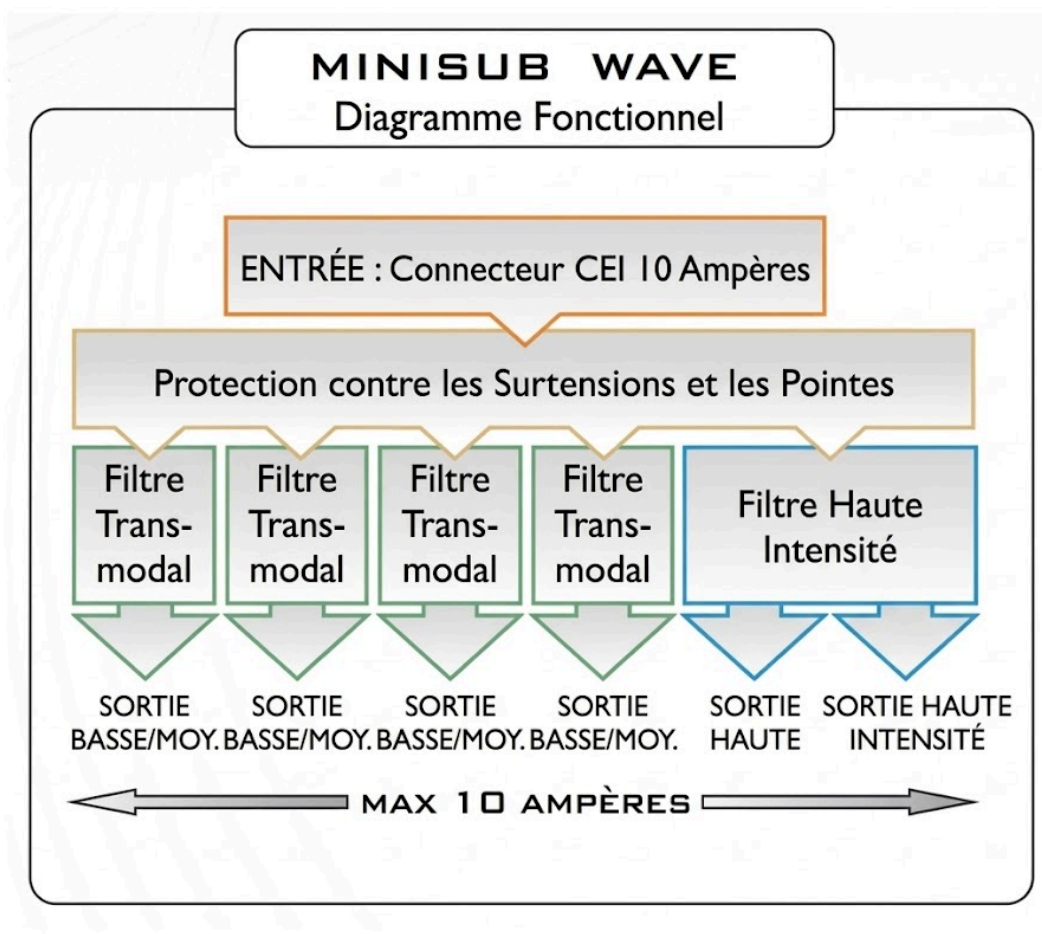 MINISUB WAVE
Diagramme Fonctionnel
ENTRÉE : Connecteur CEI 10 Ampères
Protection contre les Surtensions et les Pointes
Filtre
Trans-
modal
Filtre
Trans-
modal
Filtre
Trans-
modal
Filtre
Trans-
modal
Filtre Haute
Intensité
SORTIE
BASSE/MOY.
SORTIE
BASSE/MOY.
SORTIE
BASSE/MOY.
SORTIE
BASSE/MOY.
SORTIE
HAUTE
SORTIE HAUTE
INTENSITÉ
MAX 10 AMPÈRES